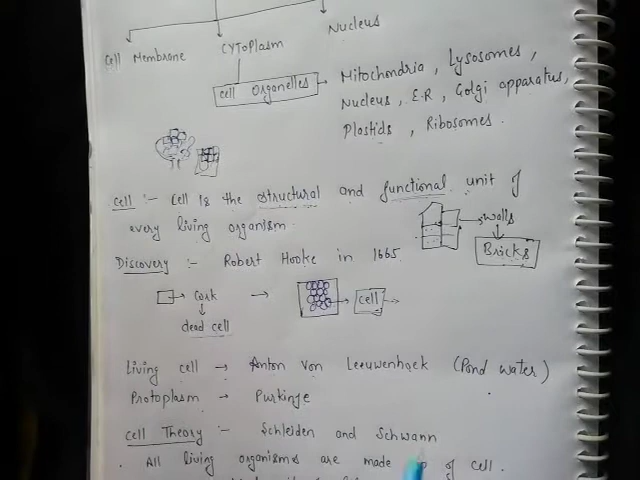 Nucleus
Cell Membrane
CYToplasm
Cell Organelles
Mitochondria, Lysosomes,
Nucleus, E.R, Golgi apparatus,
Plastids, Ribosomes.
Cell :- Cell is the structural and functional unit of
every living organism.
walls
Bricks
Discovery :- Robert Hooke in 1665.
Cork
cell
dead cell
Living cell → Anton Von Leeuwenhoek (Pond water)
Protoplasm → Purkinje
Cell Theory :- Schleiden and Schwann
. All living organisms are made of cell.